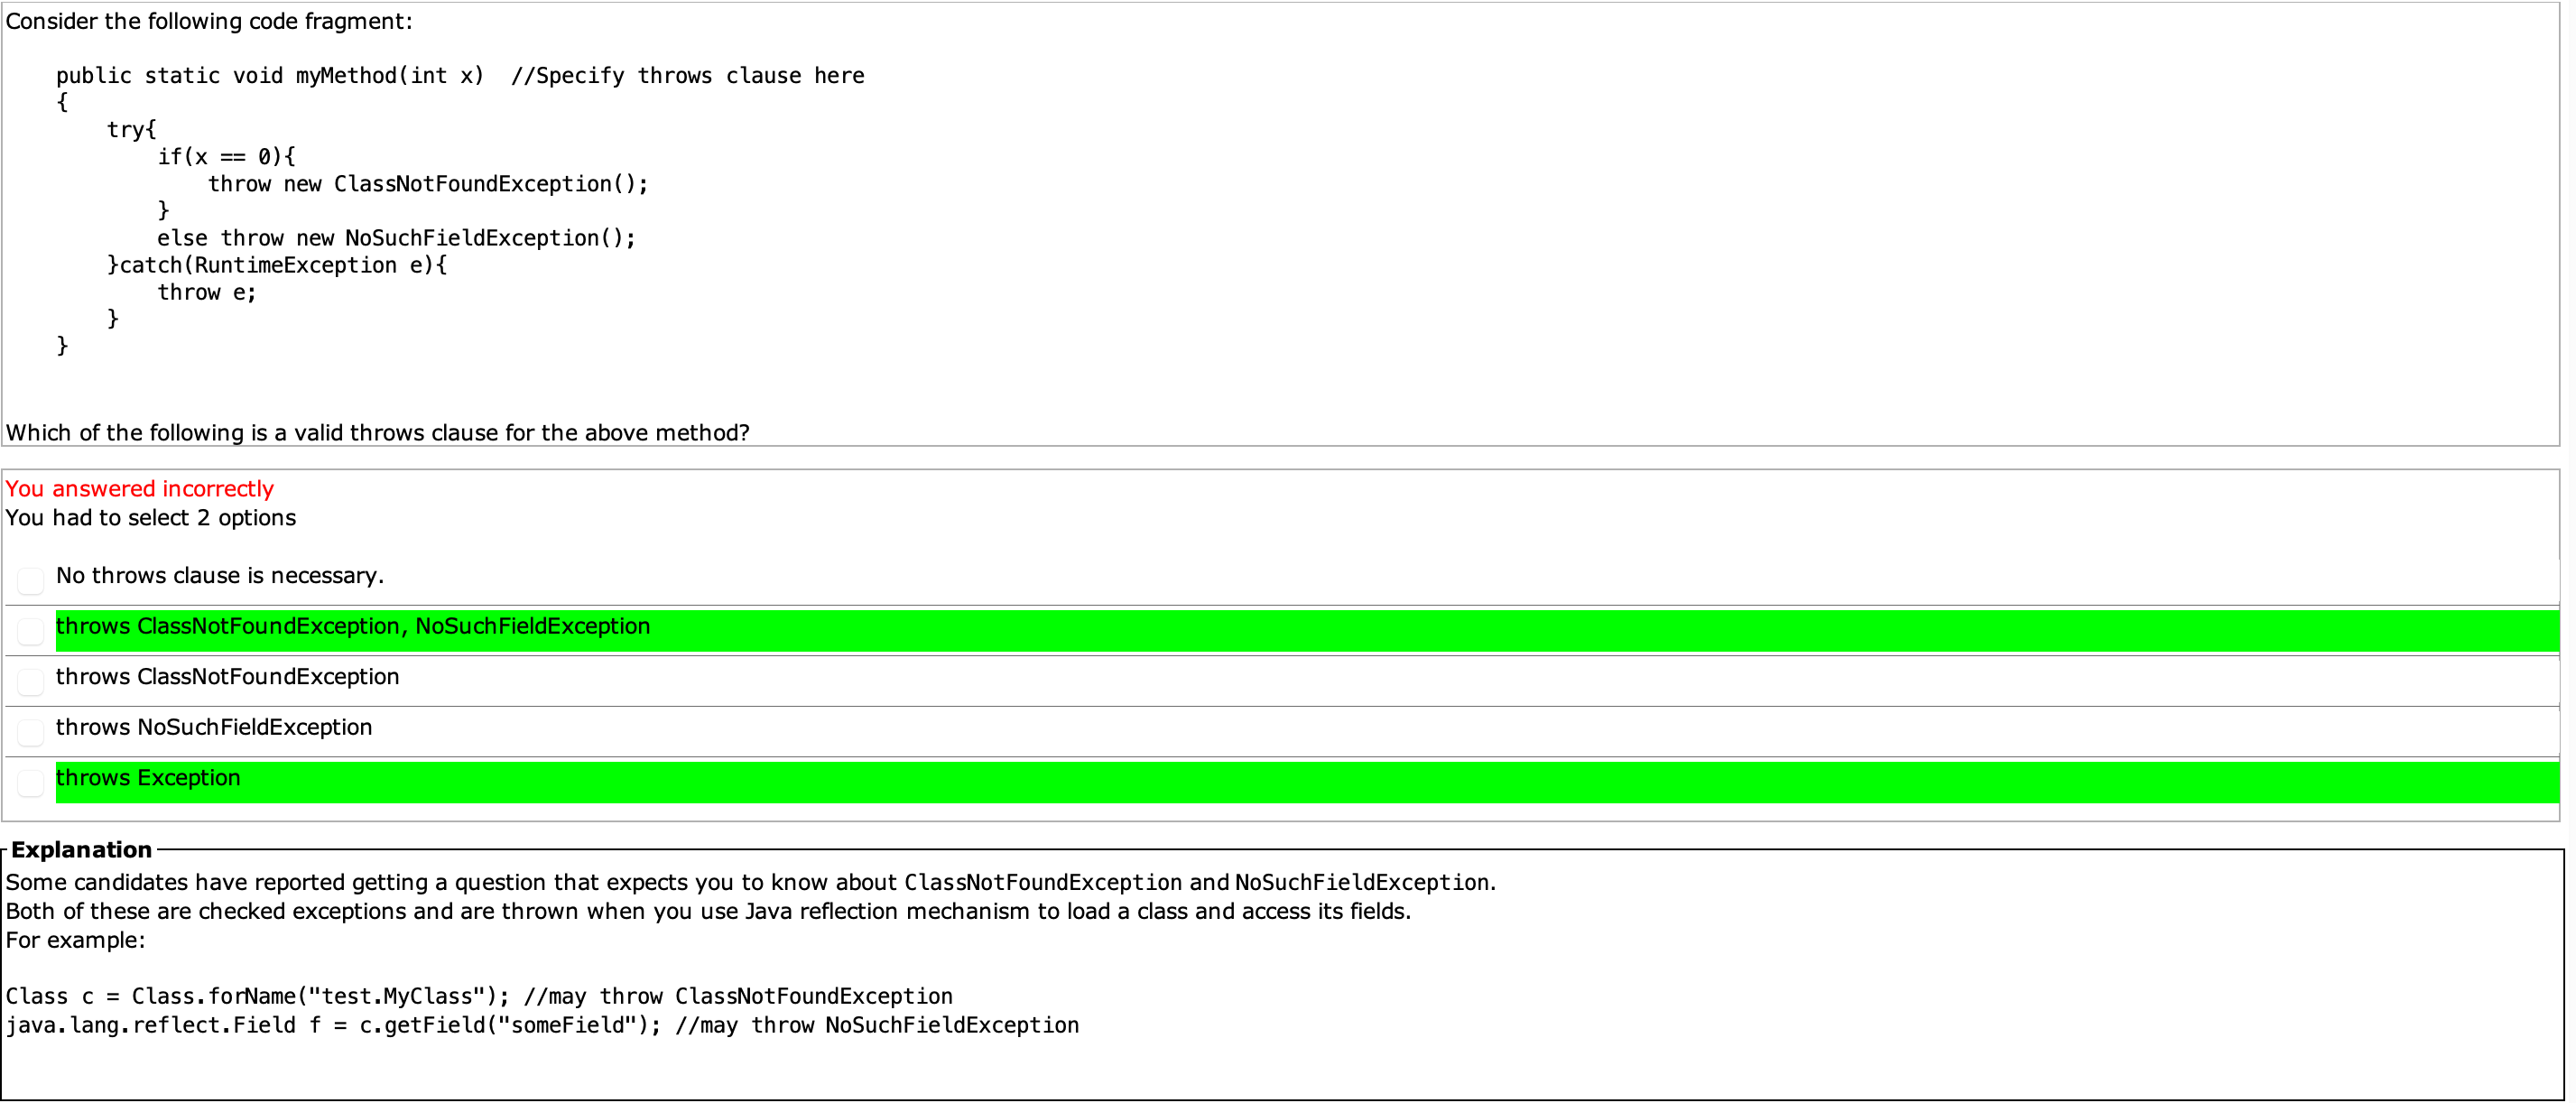 Consider the following code fragment:
public static void myMethod(int x)  //Specify throws clause here
{
try{
if(x == 0){
throw new ClassNotFoundException();
}
else throw new NoSuchFieldException();
}catch(RuntimeException e){
throw e;
}
}
Which of the following is a valid throws clause for the above method?
You answered incorrectly
You had to select 2 options
No throws clause is necessary.
throws ClassNotFoundException, NoSuchFieldException
throws ClassNotFoundException
throws NoSuchFieldException
throws Exception
Explanation
Some candidates have reported getting a question that expects you to know about ClassNotFoundException and NoSuchFieldException.
Both of these are checked exceptions and are thrown when you use Java reflection mechanism to load a class and access its fields.
For example:
Class c = Class.forName("test.MyClass"); //may throw ClassNotFoundException
java.lang.reflect.Field f = c.getField("someField"); //may throw NoSuchFieldException